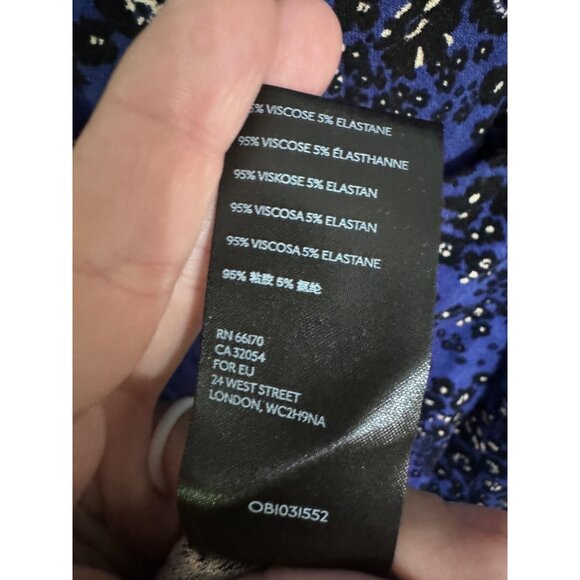 95% VISCOSE 5% ELASTANE
95% VISCOSE 5% ÉLASTHANNE
95% VISKOSE 5% ELASTAN
95% VISCOSA 5% ELASTAN
95% VISCOSA 5% ELASTANE
95% 粘胶 5% 氨纶
RN 66170
CA 32054
FOR EU
24 WEST STREET
LONDON, WC2H9NA
OB1031552